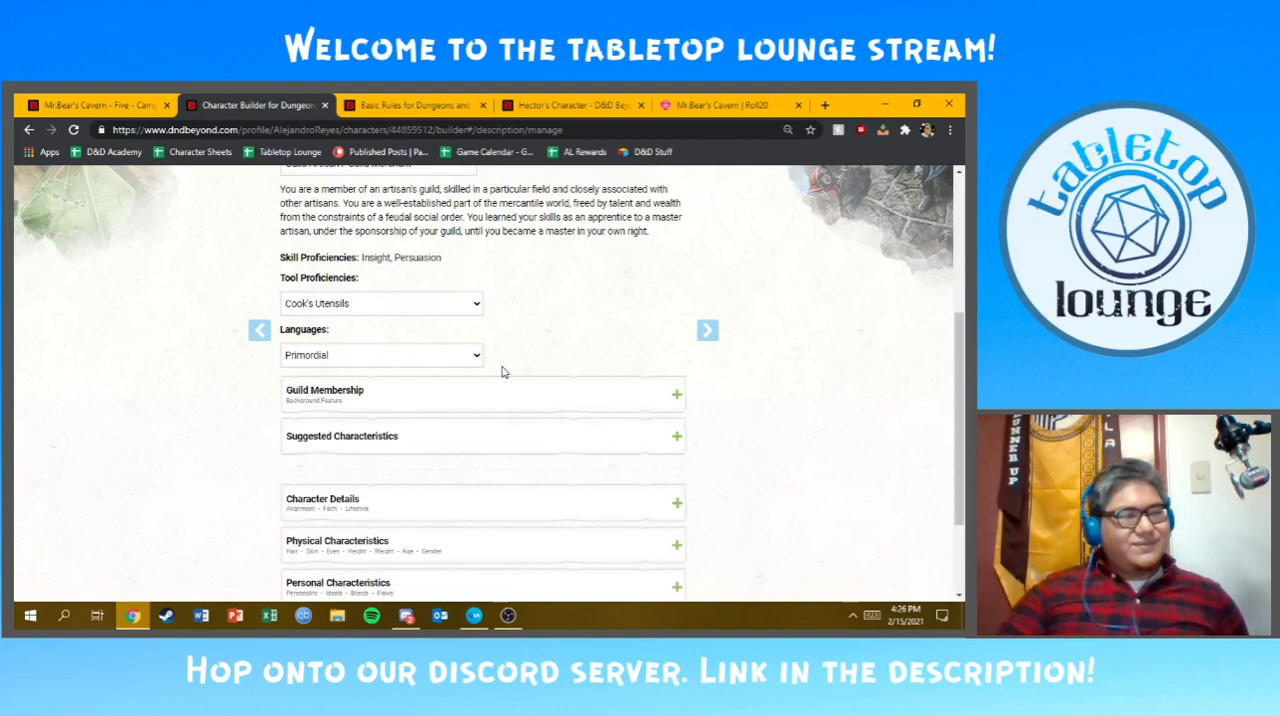 WELCOME TO THE TABLETOP LOUNGE STREAM!
Mr.Bear's Cavern - Five - Camp
Character Builder for Dungeon
Basic Rules for Dungeons and
Hector's Character - D&D Bey
Mr.Bear's Cavern | Roll20
https://www.dndbeyond.com/profile/AlejandroReyes/characters/44859512/builder#/description/manage
Apps D&D Academy Character Sheets Tabletop Lounge Published Posts | Pa... Game Calendar - G... AL Rewards D&D Stuff
You are a member of an artisan's guild, skilled in a particular field and closely associated with
other artisans. You are a well-established part of the mercantile world, freed by talent and wealth
from the constraints of a feudal social order. You learned your skills as an apprentice to a master
artisan, under the sponsorship of your guild, until you became a master in your own right.
Skill Proficiencies: Insight, Persuasion
Tool Proficiencies:
Cook's Utensils
Languages:
Primordial
Guild Membership
Background Feature
Suggested Characteristics
Character Details
Alignment - Faith - Lifestyle
Physical Characteristics
Hair - Skin - Eyes - Height - Weight - Age - Gender
Personal Characteristics
Personality - Ideals - Bonds - Flaws
4:26 PM
2/15/2021
tabletop
lounge
UNNER UP
LA
HOP ONTO OUR DISCORD SERVER. LINK IN THE DESCRIPTION!